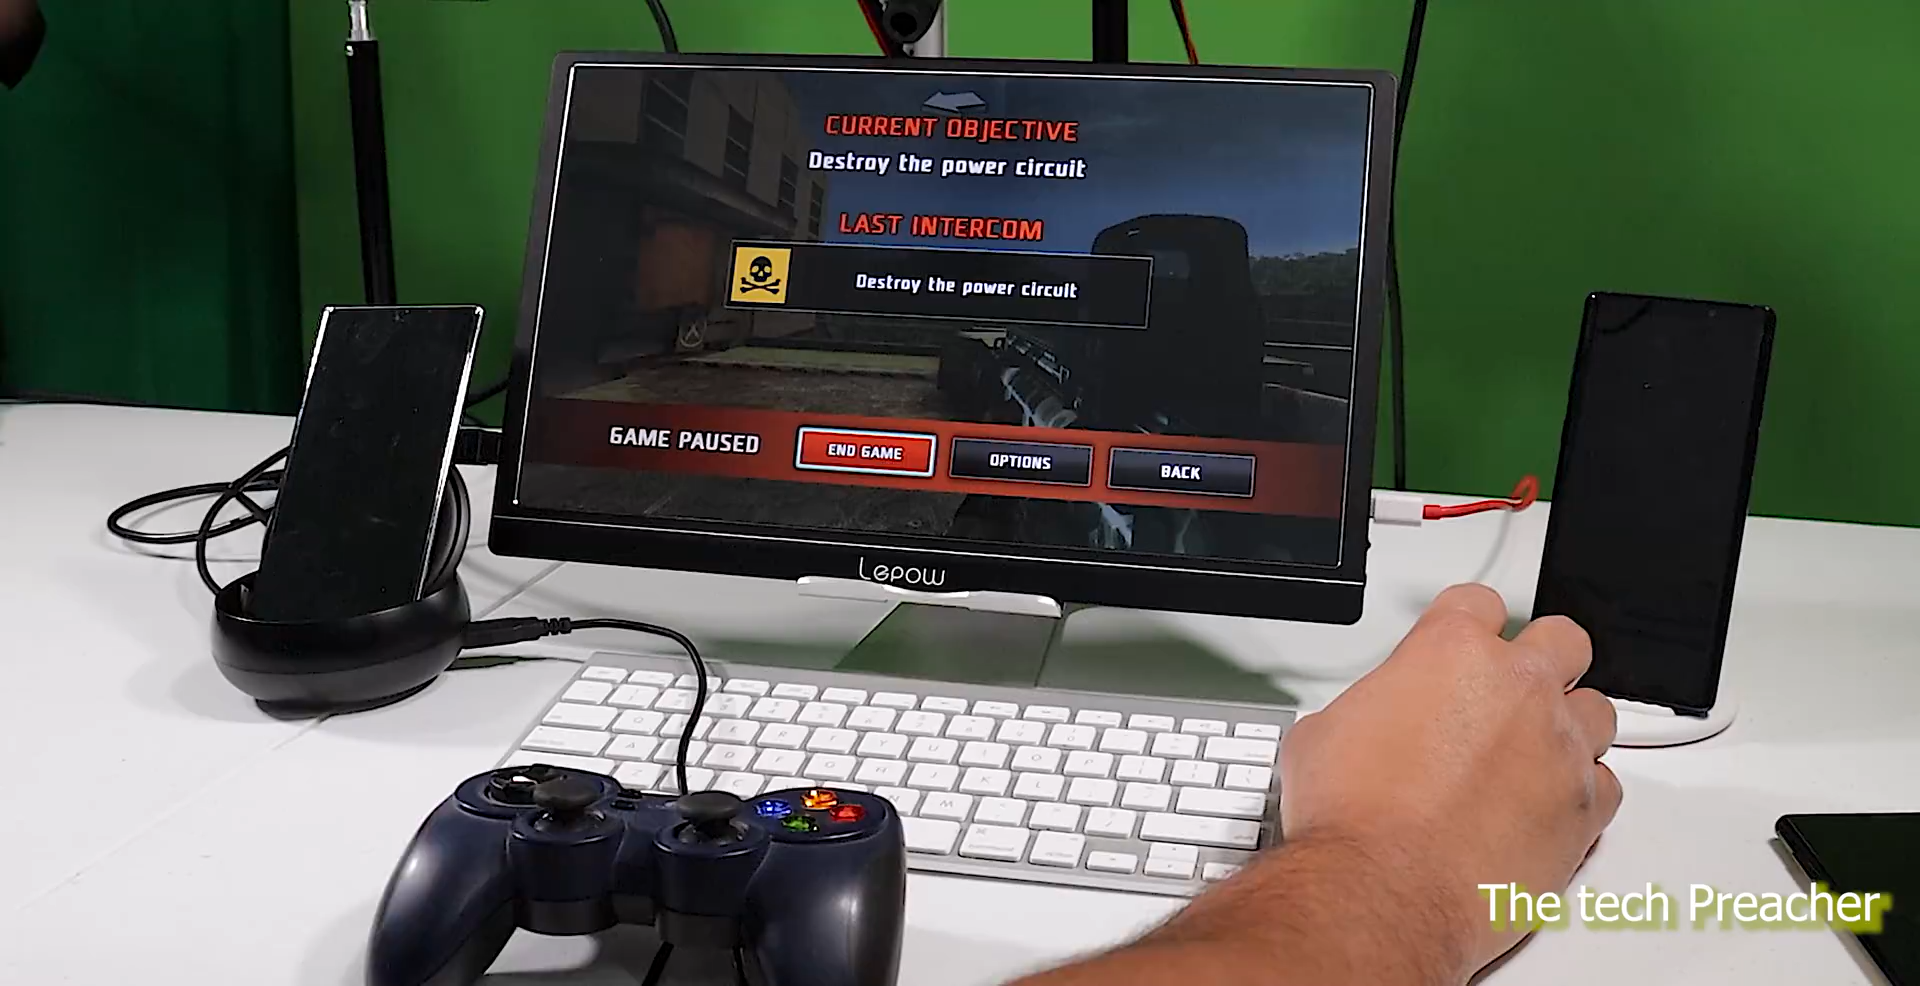 CURRENT OBJECTIVE
Destroy the power circuit
LAST INTERCOM
Destroy the power circuit
GAME PAUSED
END GAME
OPTIONS
BACK
Lepow
The tech Preacher